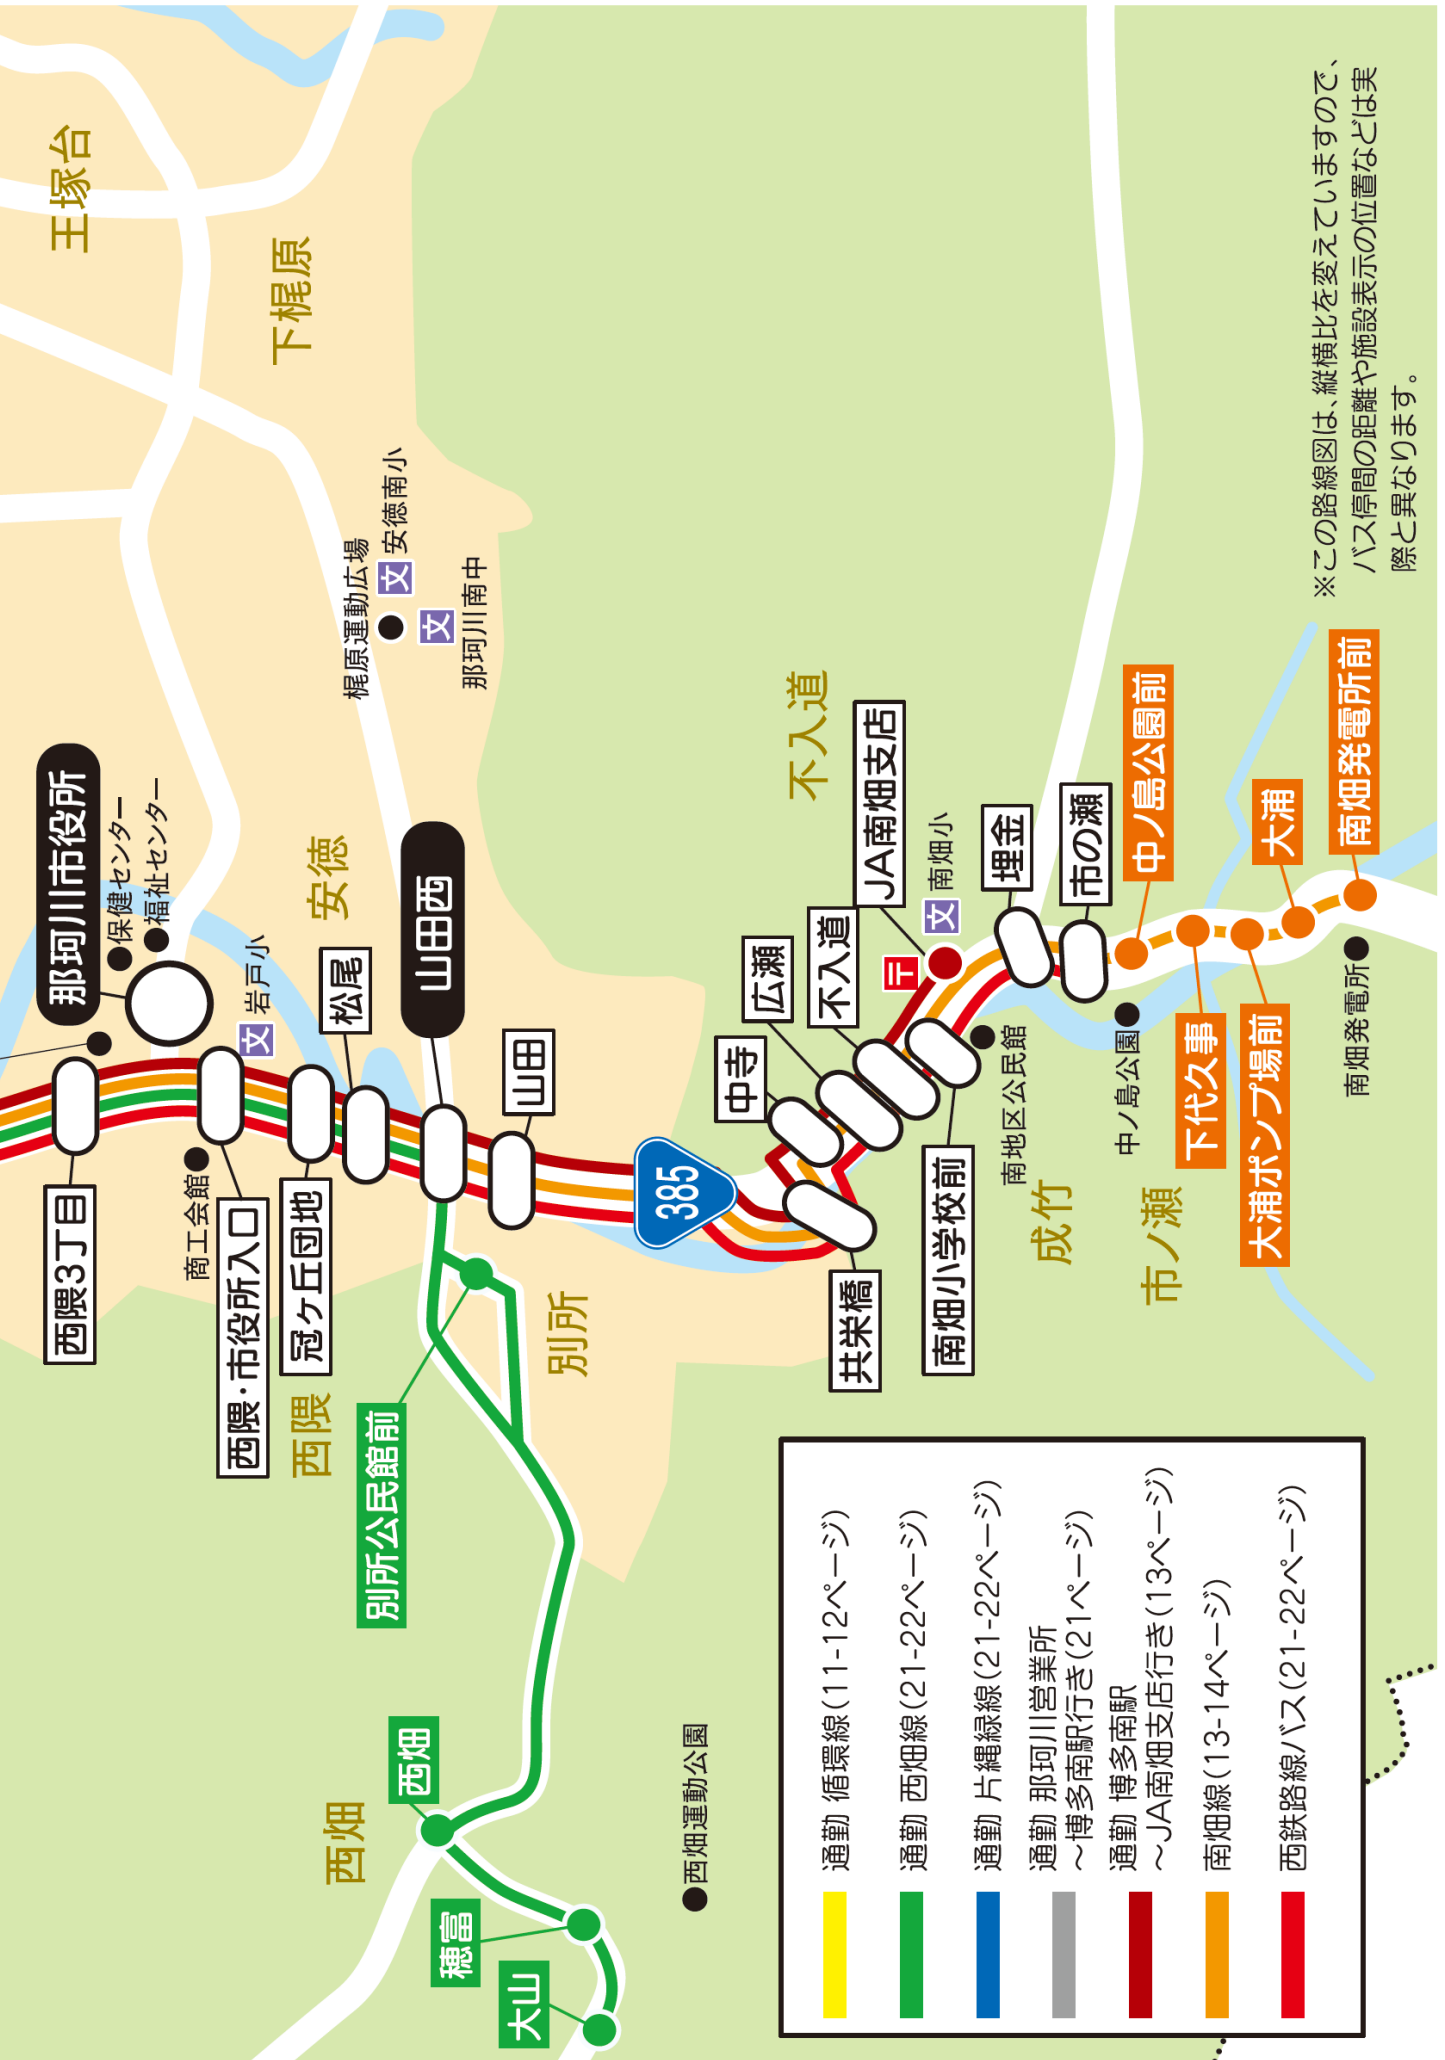 王塚台
下梶原
※この路線図は、縦横比を変えていますので、
バス停間の距離や施設表示の位置などは実
際と異なります。
那珂川市役所
保健センター
福祉センター
文
岩戸小
安徳
松尾
山田西
山田
梶原運動広場
文
安徳南小
文
那珂川南中
西隈3丁目
商工会館
西隈・市役所入口
冠ヶ丘団地
西隈
別所公民館前
別所
385
不入道
JA南畑支店
文
南畑小
埋金
市の瀬
中ノ島公園前
大浦
南畑発電所前
中寺
広瀬
不入道
〒
共栄橋
南畑小学校前
南地区公民館
成竹
中ノ島公園
市ノ瀬
下代久事
大浦ポンプ場前
南畑発電所
西畑
西畑
穂富
大山
西畑運動公園
通勤 循環線(11-12ページ)
通勤 西畑線(21-22ページ)
通勤 片縄緑線(21-22ページ)
通勤 那珂川営業所
～博多南駅行き(21ページ)
通勤 博多南駅
～JA南畑支店行き(13ページ)
南畑線(13-14ページ)
西鉄路線バス(21-22ページ)